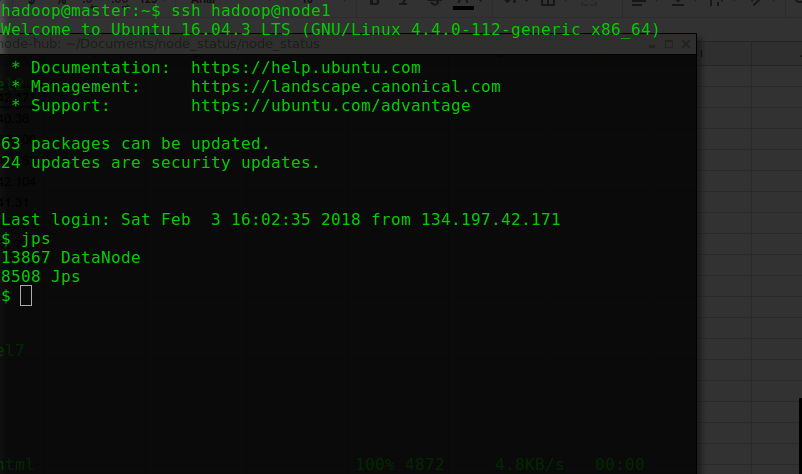 hadoop@master:~$ ssh hadoop@node1
Welcome to Ubuntu 16.04.3 LTS (GNU/Linux 4.4.0-112-generic x86_64)
node-hub: ~/Documents/node_status/node_status
* Documentation:  https://help.ubuntu.com
* Management:     https://landscape.canonical.com
* Support:        https://ubuntu.com/advantage
63 packages can be updated.
24 updates are security updates.
42.104
41.31
Last login: Sat Feb  3 16:02:35 2018 from 134.197.42.171
$ jps
13867 DataNode
8508 Jps
$
el7
html 100% 4872 4.8KB/s 00:00